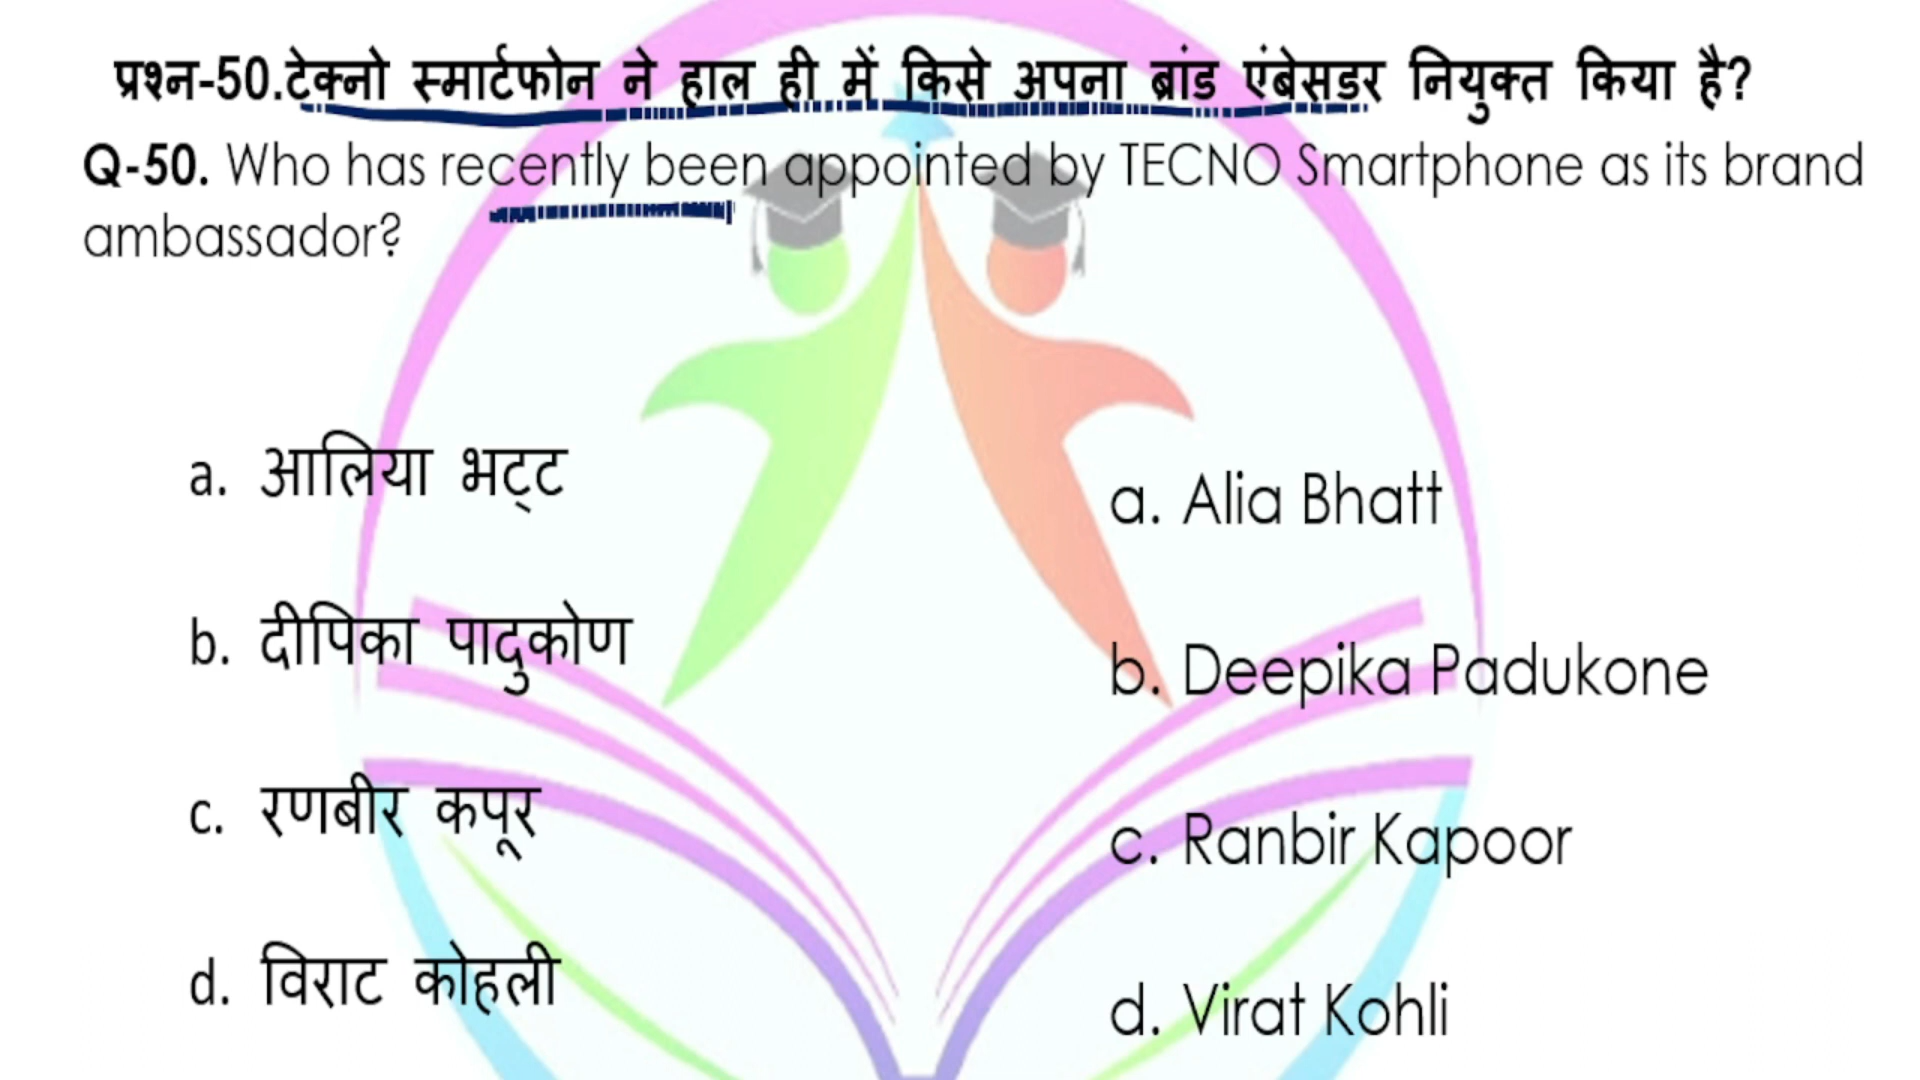 प्रश्न-50.टेक्नो स्मार्टफोन ने हाल ही में किसे अपना ब्रांड एंबेसडर नियुक्त किया है?
Q-50. Who has recently been appointed by TECNO Smartphone as its brand
ambassador?
a. आलिया भट्ट
b. दीपिका पादुकोण
c. रणबीर कपूर
d. विराट कोहली
a. Alia Bhatt
b. Deepika Padukone
c. Ranbir Kapoor
d. Virat Kohli